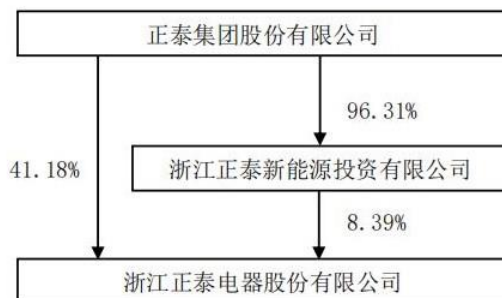 正泰集团股份有限公司
96.31%
41.18%
浙江正泰新能源投资有限公司
8.39%
浙江正泰电器股份有限公司